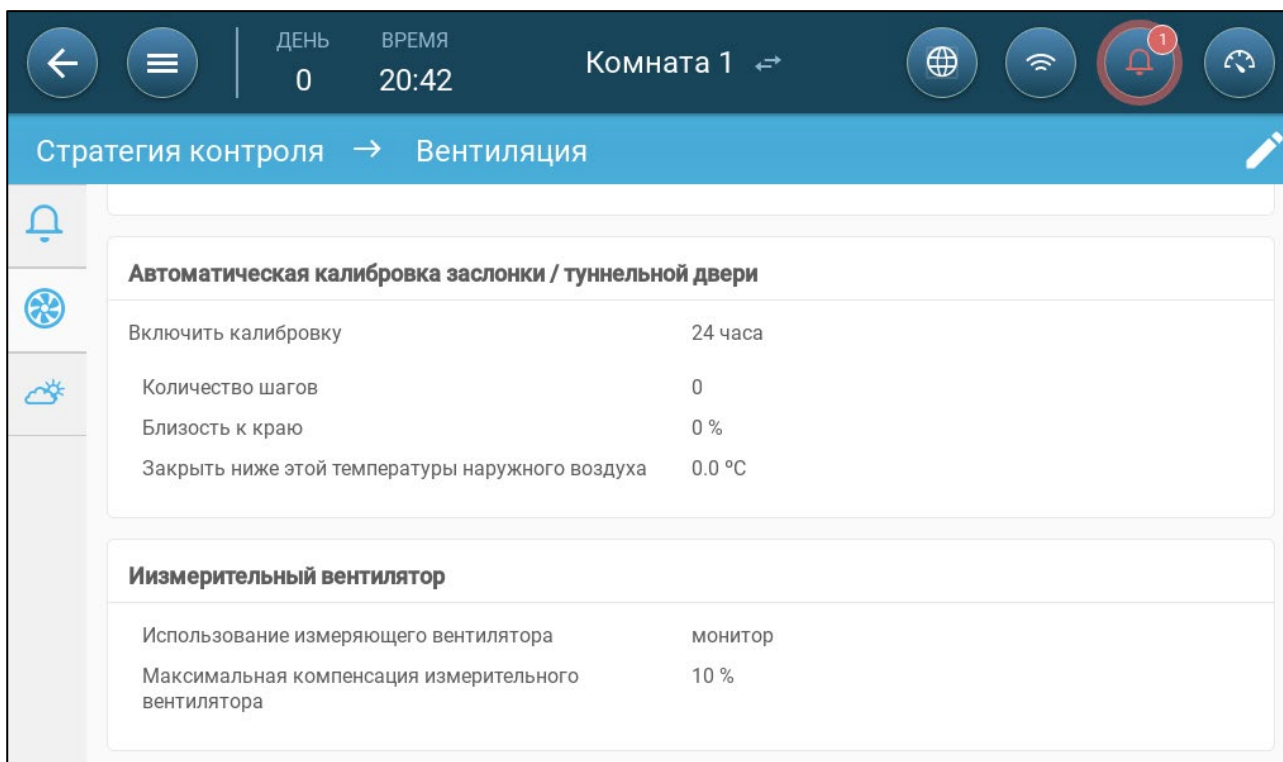 ДЕНЬ ВРЕМЯ
0 20:42 Комната 1 1
Стратегия контроля → Вентиляция
Автоматическая калибровка заслонки / туннельной двери
Включить калибровку 24 часа
Количество шагов 0
Близость к краю 0 %
Закрыть ниже этой температуры наружного воздуха 0.0 ºC
Иизмерительный вентилятор
Использование измеряющего вентилятора монитор
Максимальная компенсация измерительного 10 %
вентилятора